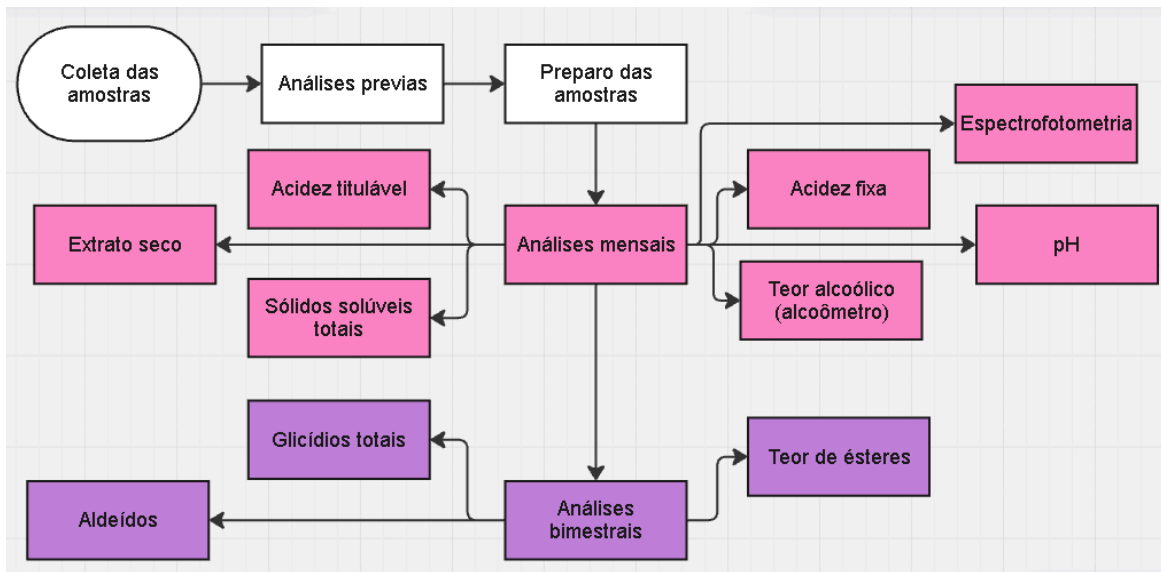 Coleta das
amostras
Análises previas
Preparo das
amostras
Espectrofotometria
Acidez titulável
Acidez fixa
Extrato seco
Análises mensais
pH
Sólidos solúveis
totais
Teor alcoólico
(alcoômetro)
Glicídios totais
Teor de ésteres
Aldeídos
Análises
bimestrais